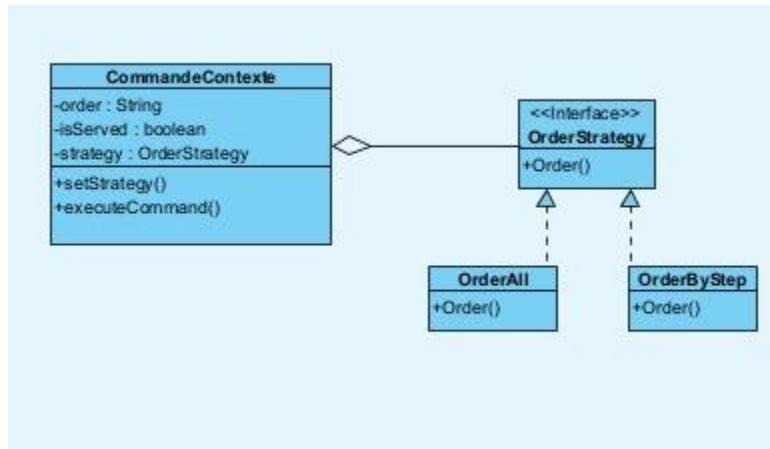 CommandeContexte
-order : String
-isServed : boolean
-strategy : OrderStrategy
+setStrategy()
+executeCommand()
<<Interface>>
OrderStrategy
+Order()
OrderAll
+Order()
OrderByStep
+Order()